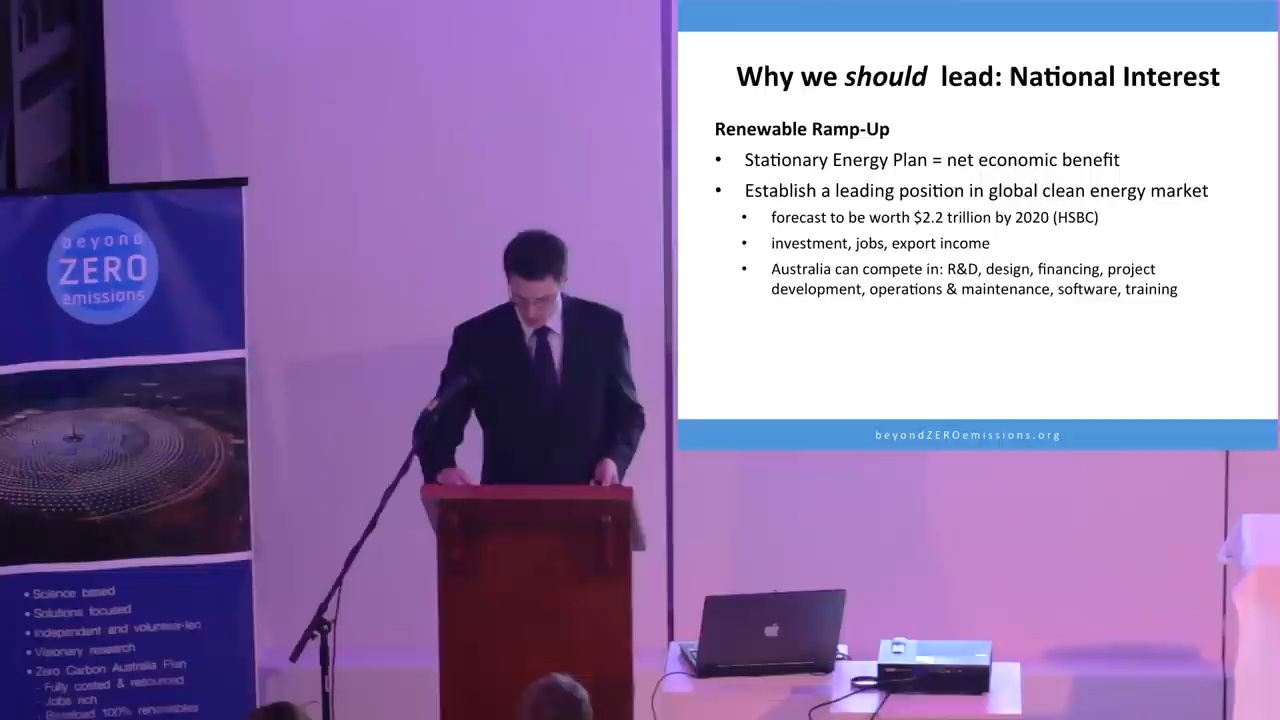 Why we should lead: National Interest
Renewable Ramp-Up
• Stationary Energy Plan = net economic benefit
• Establish a leading position in global clean energy market
• forecast to be worth $2.2 trillion by 2020 (HSBC)
• investment, jobs, export income
• Australia can compete in: R&D, design, financing, project
development, operations & maintenance, software, training
beyondZEROemissions.org
beyond
ZERO
emissions
• Science based
• Solutions focused
• Independent and volunteer-led
• Visionary research
• Zero Carbon Australia Plan
- Fully costed & resourced
- Jobs rich
- Baseload 100% renewables